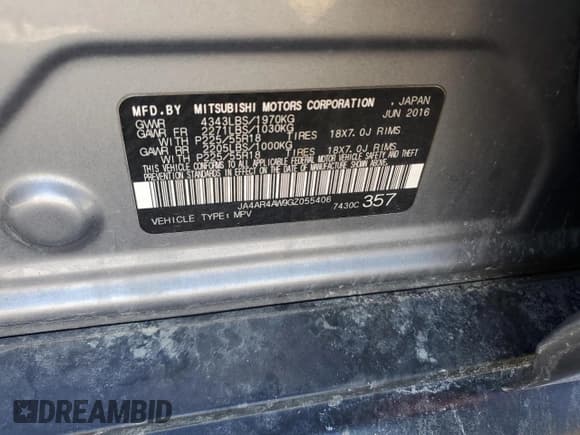 MFD.BY MITSUBISHI MOTORS CORPORATION , JAPAN
GVWR 4343LBS/1970KG JUN 2016
GAWR FR 2271LBS/1030KG
WITH P225/55R18 TIRES 18X7.0J RIMS
GAWR RR 2205LBS/1000KG
WITH P225/55R18 TIRES 18X7.0J RIMS
THIS VEHICLE CONFORMS TO ALL APPLICABLE FEDERAL MOTOR VEHICLE SAFETY AND
THEFT PREVENTION STANDARDS IN EFFECT ON THE DATE OF MANUFACTURE SHOWN ABOVE.
JA4AR4AW9GZ055406 7430C 357
VEHICLE TYPE:MPV
DREAMBID